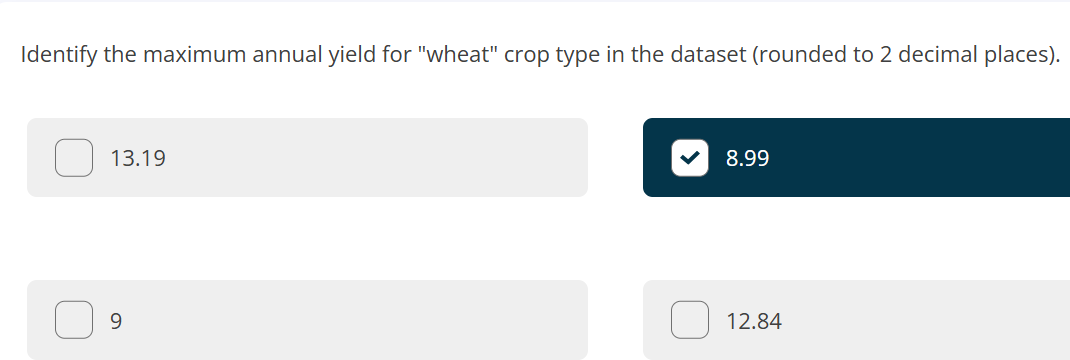 Identify the maximum annual yield for "wheat" crop type in the dataset (rounded to 2 decimal places).
13.19
8.99
9
12.84